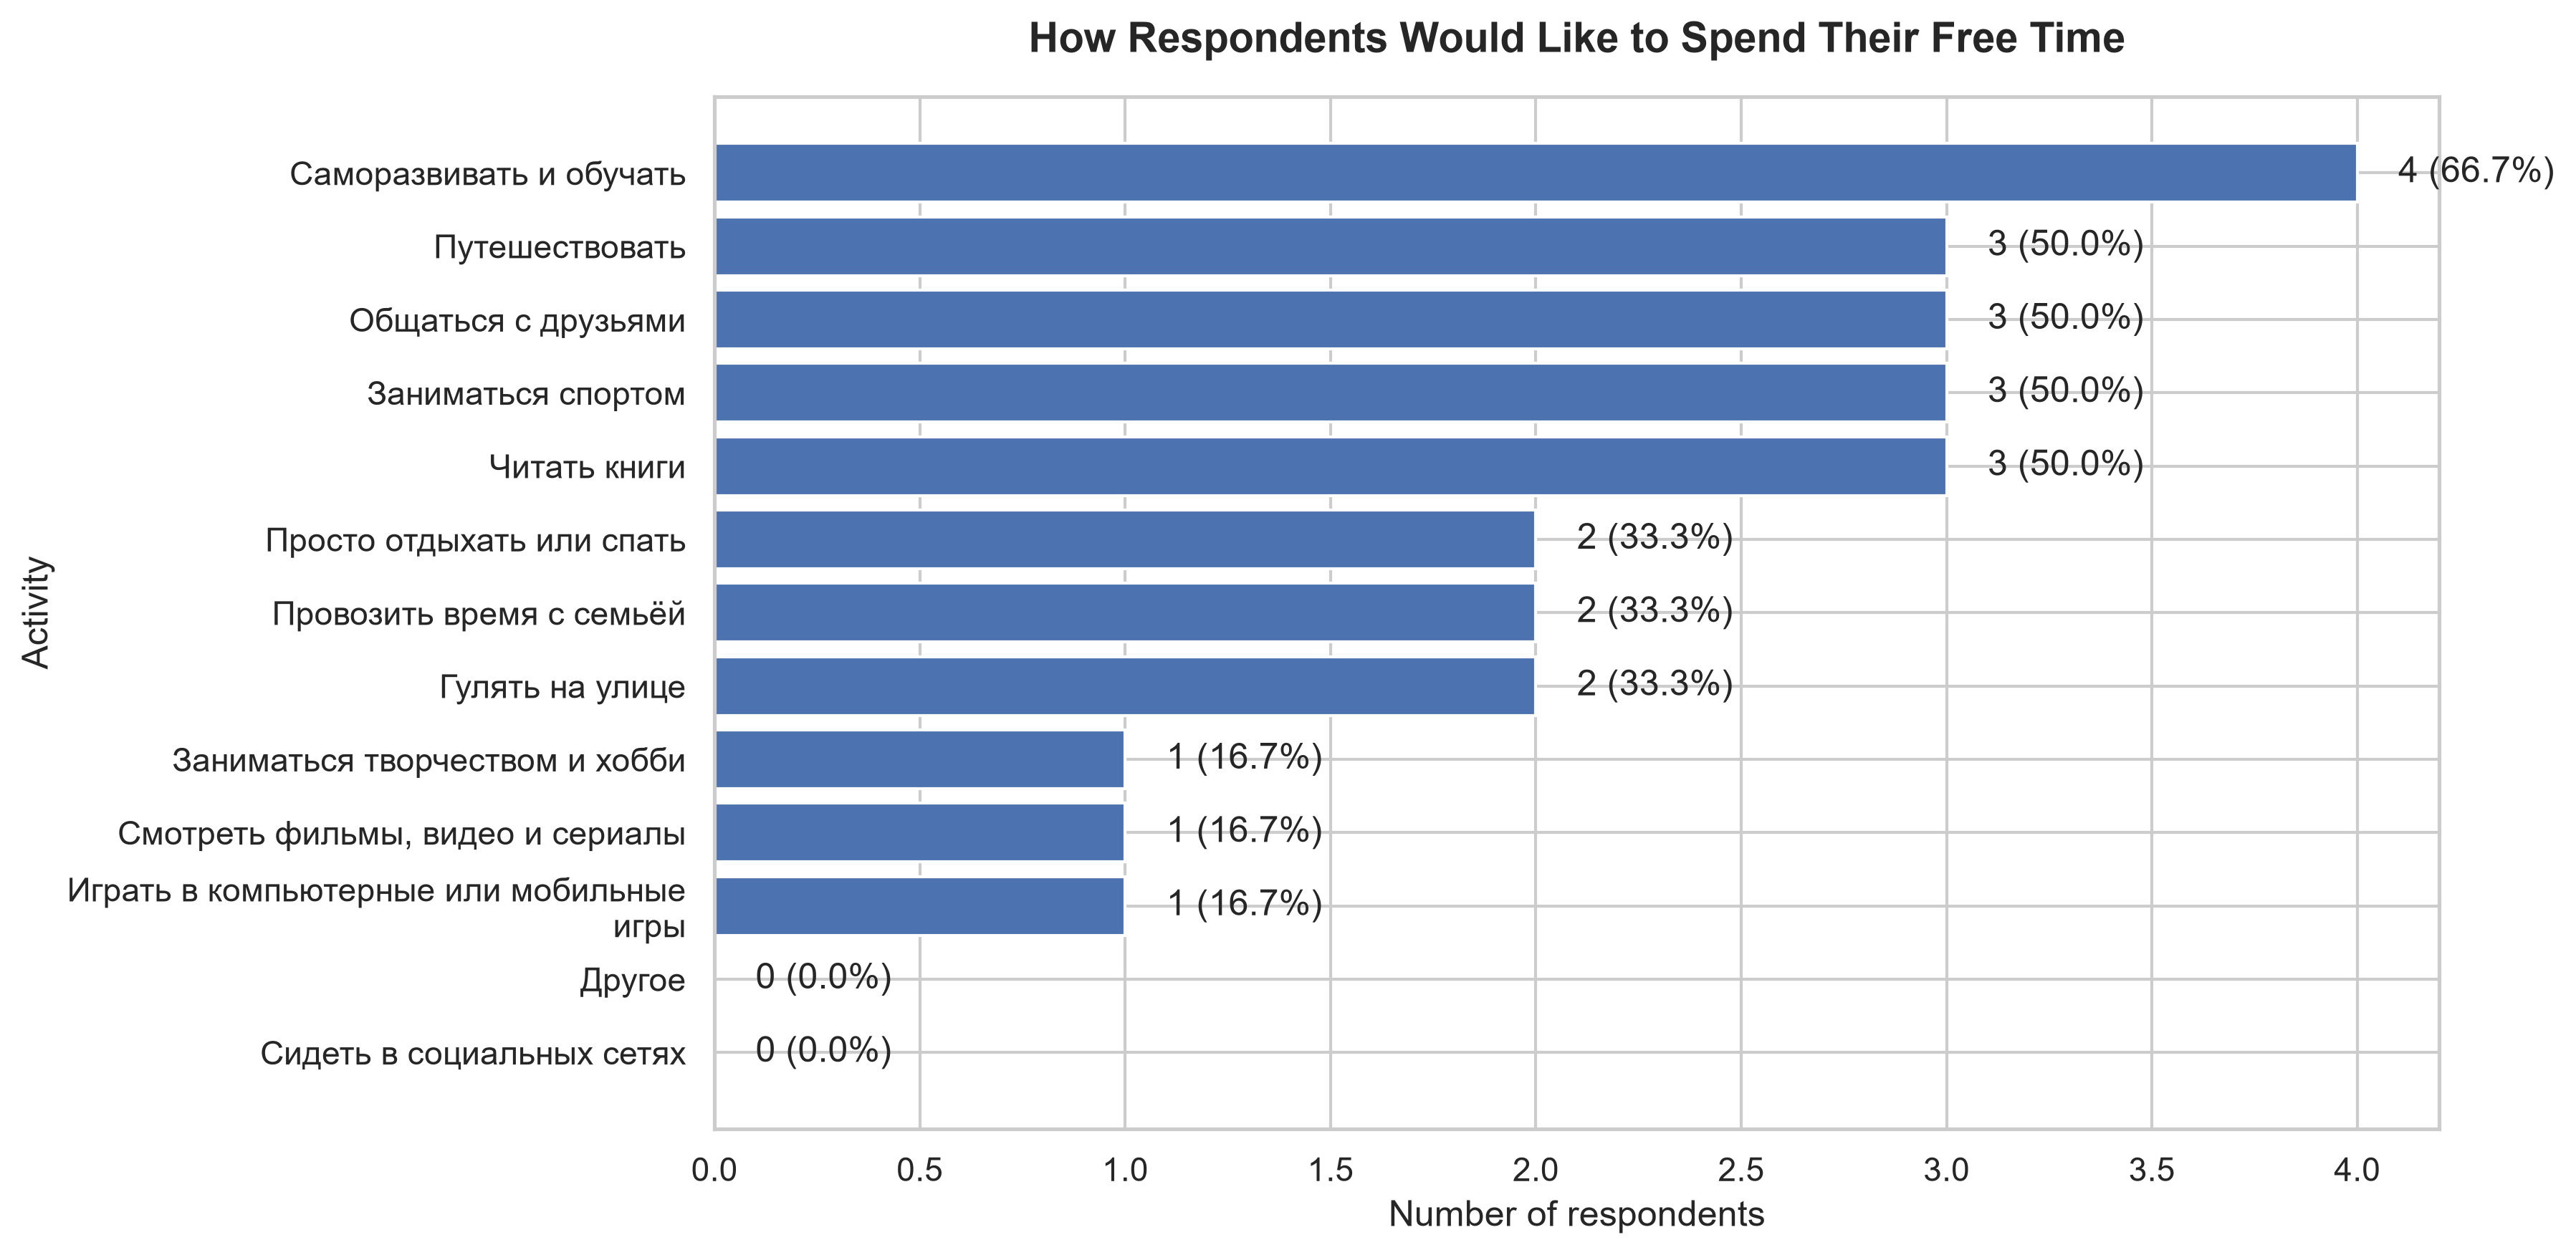 How Respondents Would Like to Spend Their Free Time
Саморазвивать и обучать
4 (66.7%)
Путешествовать
3 (50.0%)
Общаться с друзьями
3 (50.0%)
Заниматься спортом
3 (50.0%)
Читать книги
3 (50.0%)
Просто отдыхать или спать
2 (33.3%)
Провозить время с семьёй
2 (33.3%)
Гулять на улице
2 (33.3%)
Заниматься творчеством и хобби
1 (16.7%)
Смотреть фильмы, видео и сериалы
1 (16.7%)
Играть в компьютерные или мобильные
игры
1 (16.7%)
Другое
0 (0.0%)
Сидеть в социальных сетях
0 (0.0%)
Activity
0.0 0.5 1.0 1.5 2.0 2.5 3.0 3.5 4.0
Number of respondents